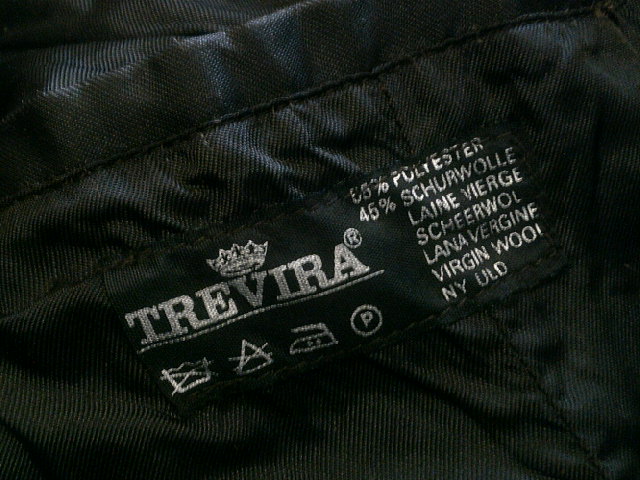 TREVIRA®
P
55% POLYESTER
45% SCHURWOLLE
LAINE VIERGE
SCHEERWOL
LANA VERGINE
VIRGIN WOOL
NY ULD